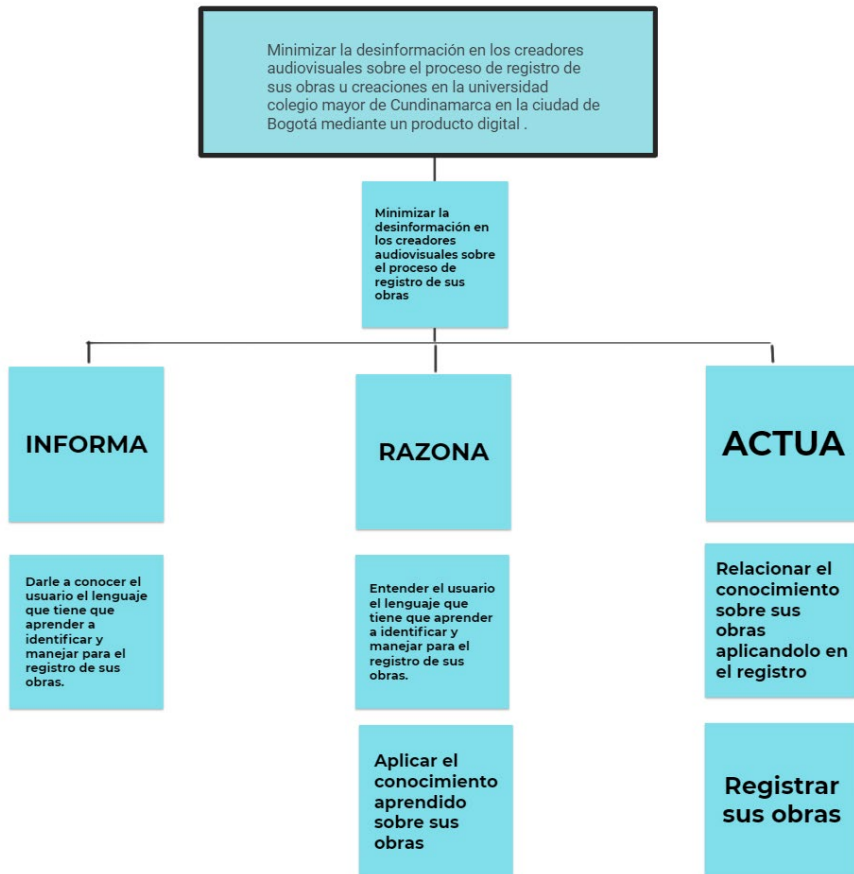 Minimizar la desinformación en los creadores
audiovisuales sobre el proceso de registro de
sus obras u creaciones en la universidad
colegio mayor de Cundinamarca en la ciudad de
Bogotá mediante un producto digital .
Minimizar la
desinformación en
los creadores
audiovisuales sobre
el proceso de
registro de sus
obras
INFORMA
RAZONA
ACTUA
Darle a conocer el
usuario el lenguaje
que tiene que
aprender a
identificar y
manejar para el
registro de sus
obras.
Entender el usuario
el lenguaje que
tiene que aprender
a identificar y
manejar para el
registro de sus
obras.
Relacionar el
conocimiento
sobre sus
obras
aplicandolo en
el registro
Aplicar el
conocimiento
aprendido
sobre sus
obras
Registrar
sus obras